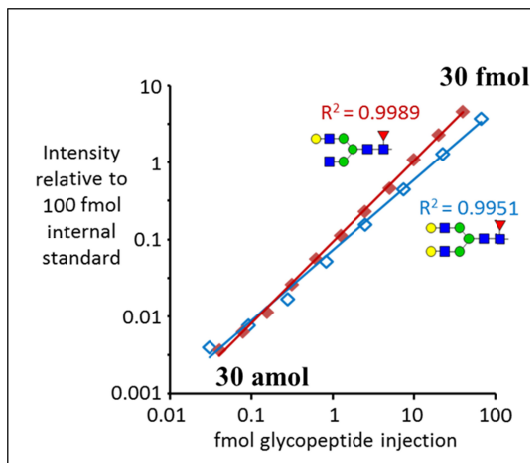 30 fmol
10
R² = 0.9989
Intensity
relative to
100 fmol
internal
standard
1
R² = 0.9951
0.1
0.01
30 amol
0.001
0.01
0.1
1
10
100
fmol glycopeptide injection